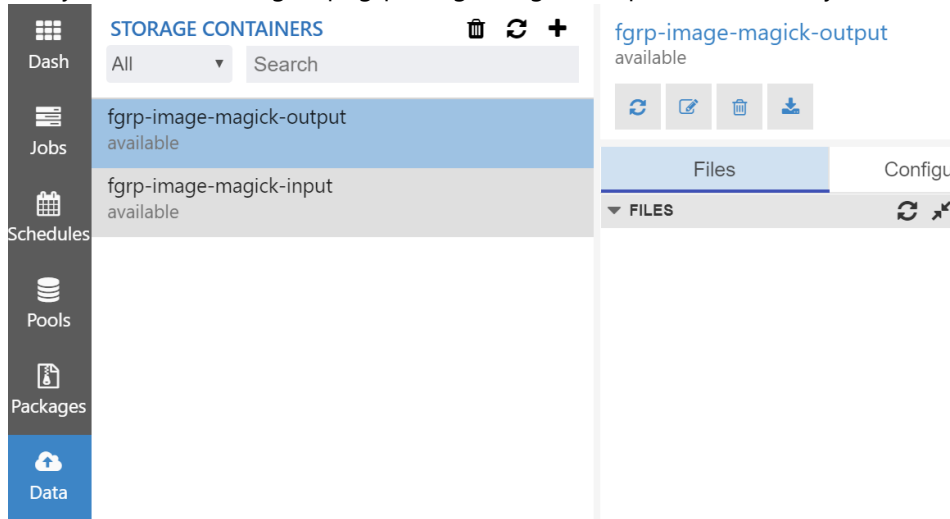 Dash
Jobs
Schedules
Pools
Packages
Data
STORAGE CONTAINERS
All
Search
fgrp-image-magick-output
available
fgrp-image-magick-input
available
fgrp-image-magick-output
available
Files
Configu
FILES